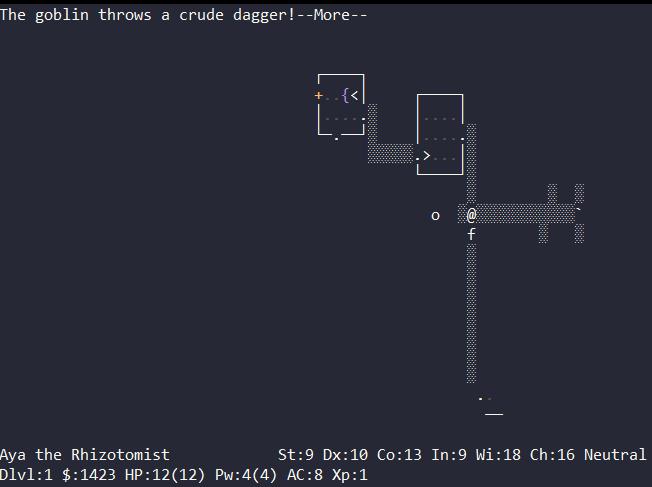 The goblin throws a crude dagger!--More--
+..{<|
|.....
.
|....|
|.....
.>...|
o @`
f
..
Aya the Rhizotomist St:9 Dx:10 Co:13 In:9 Wi:18 Ch:16 Neutral
Dlvl:1 $:1423 HP:12(12) Pw:4(4) AC:8 Xp:1